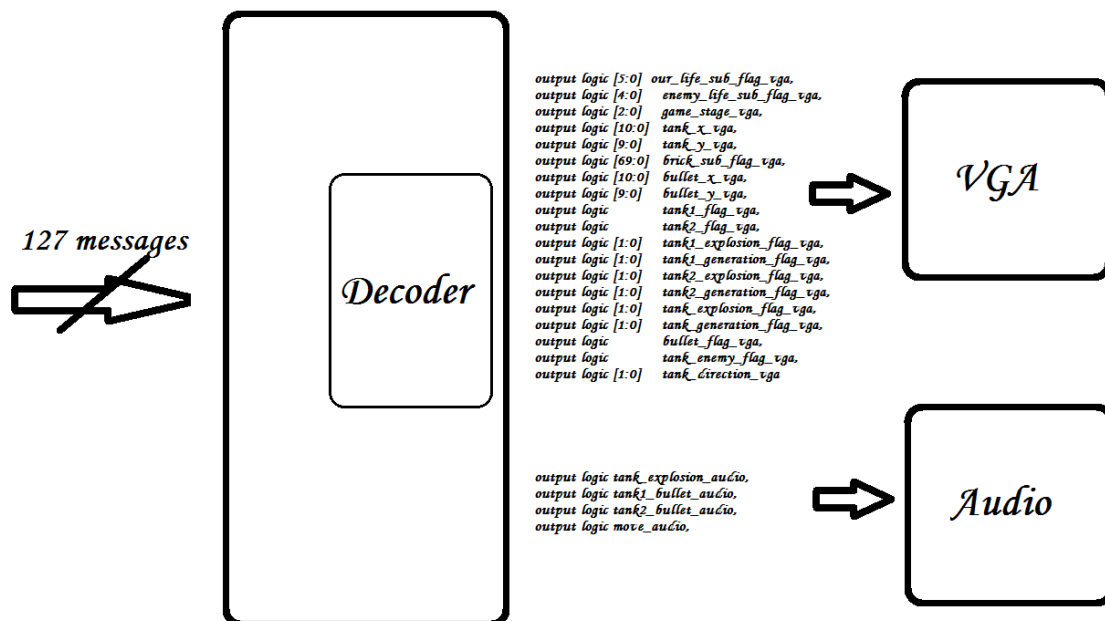 127 messages
Decoder
output logic [5:0] our_life_sub_flag_vga,
output logic [4:0] enemy_life_sub_flag_vga,
output logic [2:0] game_stage_vga,
output logic [10:0] tank_x_vga,
output logic [9:0] tank_y_vga,
output logic [69:0] brick_sub_flag_vga,
output logic [10:0] bullet_x_vga,
output logic [9:0] bullet_y_vga,
output logic tank1_flag_vga,
output logic tank2_flag_vga,
output logic [1:0] tank1_explosion_flag_vga,
output logic [1:0] tank1_generation_flag_vga,
output logic [1:0] tank2_explosion_flag_vga,
output logic [1:0] tank2_generation_flag_vga,
output logic [1:0] tank_explosion_flag_vga,
output logic [1:0] tank_generation_flag_vga,
output logic bullet_flag_vga,
output logic tank_enemy_flag_vga,
output logic [1:0] tank_direction_vga
VGA
output logic tank_explosion_audio,
output logic tank1_bullet_audio,
output logic tank2_bullet_audio,
output logic move_audio,
Audio